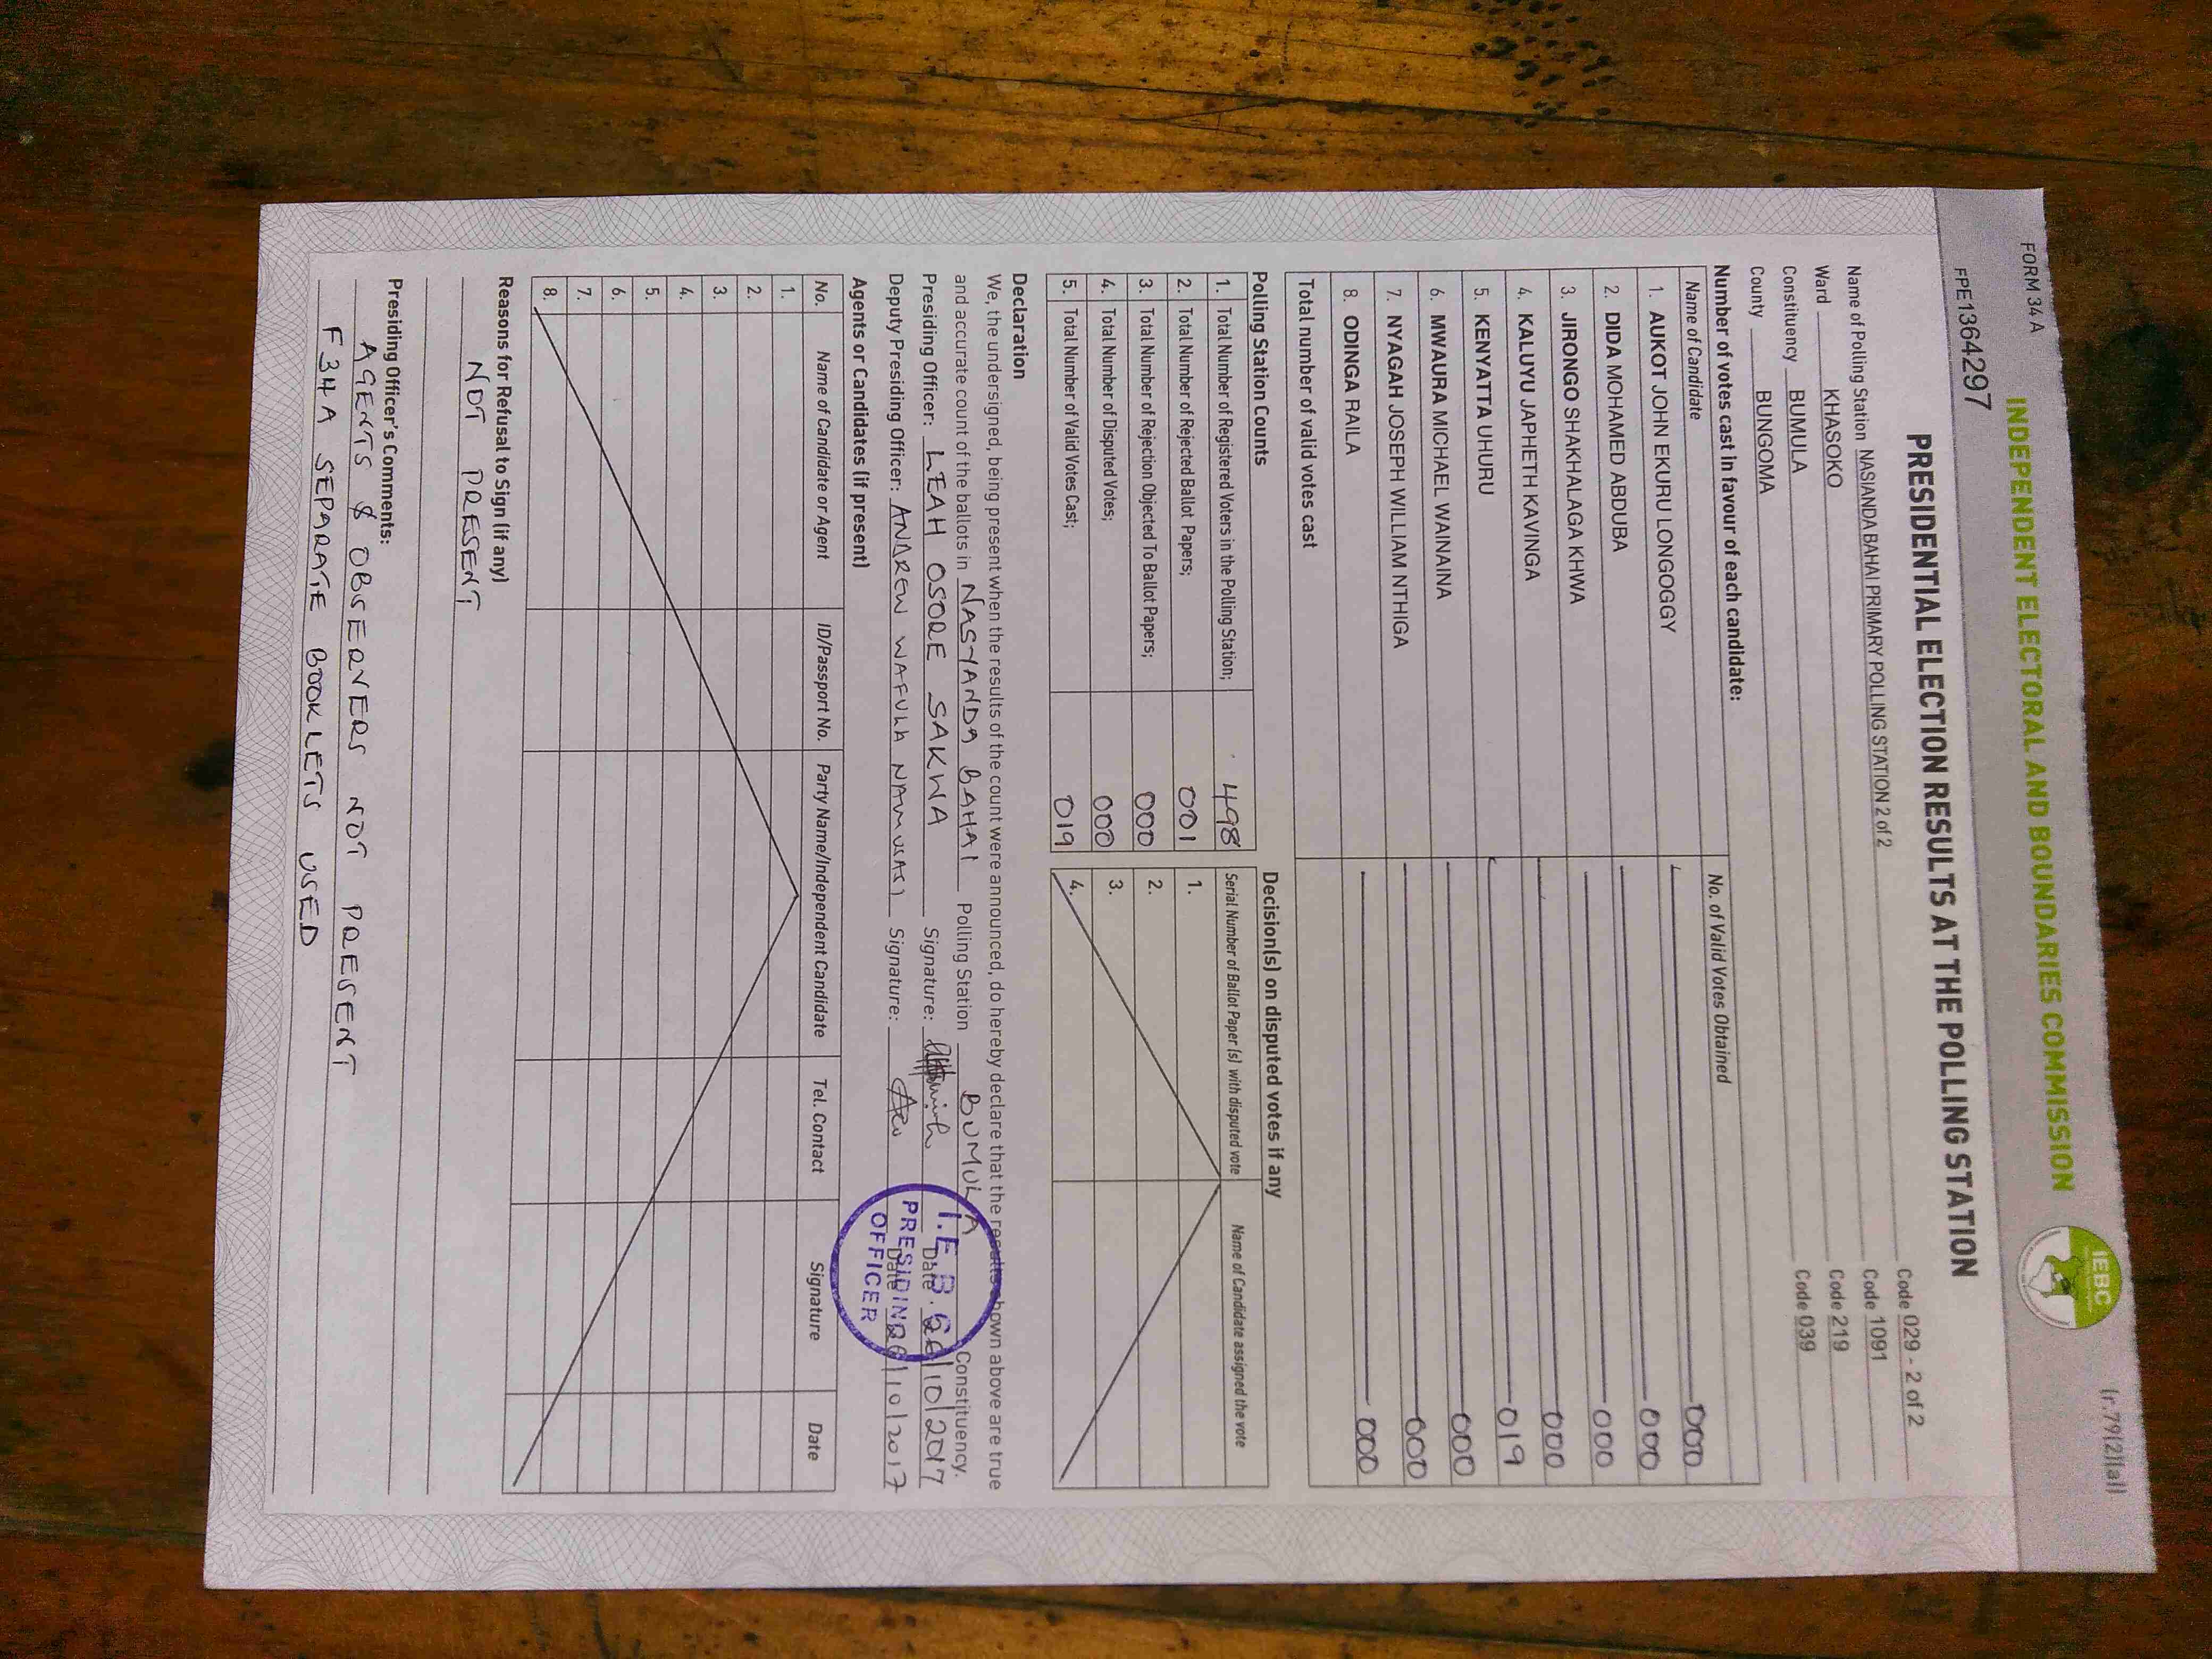 FORM 34 A
(r.79(2)(a))
INDEPENDENT ELECTORAL AND BOUNDARIES COMMISSION
IEBC
FPE1364297
PRESIDENTIAL ELECTION RESULTS AT THE POLLING STATION
Name of Polling Station NASIANDA BAHAI PRIMARY POLLING STATION 2 of 2 Code 029 - 2 of 2
Ward KHASOKO Code 1091
Constituency BUMULA Code 219
County BUNGOMA Code 039
Number of votes cast in favour of each candidate:
Name of Candidate No. of Valid Votes Obtained
1. AUKOT JOHN EKURU LONGOGGY 000
2. DIDA MOHAMED ABDUBA 000
3. JIRONGO SHAKHALAGA KHWA 000
4. KALUYU JAPHETH KAVINGA 000
5. KENYATTA UHURU 019
6. MWAURA MICHAEL WAINAINA 000
7. NYAGAH JOSEPH WILLIAM NTHIGA 000
8. ODINGA RAILA 000
Total number of valid votes cast
Polling Station Counts
1. Total Number of Registered Voters in the Polling Station; 498
2. Total Number of Rejected Ballot Papers; 001
3. Total Number of Rejection Objected To Ballot Papers; 000
4. Total Number of Disputed Votes; 000
5. Total Number of Valid Votes Cast; 019
Decision(s) on disputed votes if any
Serial Number of Ballot Paper (s) with disputed vote Name of Candidate assigned the vote
1.
2.
3.
4.
Declaration
We, the undersigned, being present when the results of the count were announced, do hereby declare that the results shown above are true
and accurate count of the ballots in NASIANDA BAHAI Polling Station BUMULA Constituency.
Presiding Officer: LEAH OSORE SAKWA Signature: Date 26/10/2017
Deputy Presiding Officer: ANDREW WAFULA Signature: Date 26/10/2017
I.E.B.C
PRESIDING
OFFICER
Agents or Candidates (if present)
No. Name of Candidate or Agent ID/Passport No. Party Name/Independent Candidate Tel. Contact Signature Date
1.
2.
3.
4.
5.
6.
7.
8.
Reasons for Refusal to Sign (if any)
NOT PRESENT
Presiding Officer's Comments:
AGENTS & OBSERVERS NOT PRESENT
F34A SEPARATE BOOKLETS USED